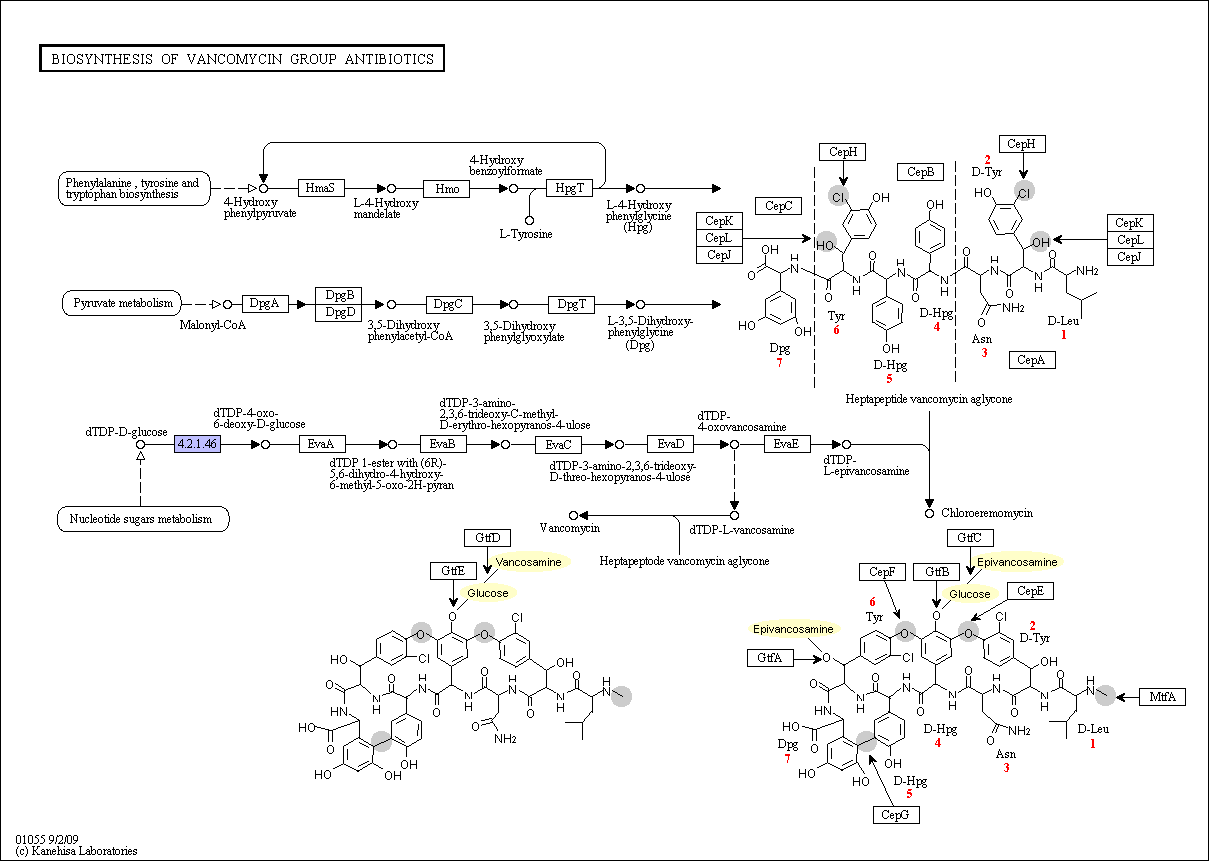 BIOSYNTHESIS OF VANCOMYCIN GROUP ANTIBIOTICS
Phenylalanine , tyrosine and
tryptophan biosynthesis
4-Hydroxy
phenylpyruvate
HmaS
L-4-Hydroxy
mandelate
Hmo
4-Hydroxy
benzoylformate
HpgT
L-Tyrosine
L-4-Hydroxy
phenylglycine
(Hpg)
Pyruvate metabolism
Malonyl-CoA
DpgA
DpgB
DpgD
3,5-Dihydroxy
phenylacetyl-CoA
DpgC
3,5-Dihydroxy
phenylglyoxylate
DpgT
L-3,5-Dihydroxy-
phenylglycine
(Dpg)
CepK
CepL
CepJ
CepC
CepH
CepB
CepH
2
D-Tyr
CepK
CepL
CepJ
Cl
OH
OH
OH
Cl
HO
OH
OH
O
HO
H
N
O
O
N
H
O
H
N
O
N
H
O
H
N
O
N
H
O
NH2
HO
OH
OH
O
NH2
Dpg
7
Tyr
6
D-Hpg
5
D-Hpg
4
Asn
3
D-Leu
1
CepA
Heptapeptide vancomycin aglycone
dTDP-D-glucose
4.2.1.46
dTDP-4-oxo-
6-deoxy-D-glucose
EvaA
dTDP 1-ester with (6R)-
5,6-dihydro-4-hydroxy-
6-methyl-5-oxo-2H-pyran
EvaB
dTDP-3-amino-
2,3,6-trideoxy-C-methyl-
D-erythro-hexopyranos-4-ulose
EvaC
dTDP-3-amino-2,3,6-trideoxy-
D-threo-hexopyranos-4-ulose
EvaD
dTDP-
4-oxovancosamine
EvaE
dTDP-
L-epivancosamine
Nucleotide sugars metabolism
Vancomycin
dTDP-L-vancosamine
Heptapeptode vancomycin aglycone
Chloroeremomycin
GtfD
GtfE
Vancosamine
Glucose
O
O
O
Cl
Cl
HO
OH
O
N
H
O
H
N
O
H
N
O
N
H
O
H
N
O
N
H
HN
HO
O
O
NH2
HO
OH
OH
GtfC
CepF
GtfB
Epivancosamine
Glucose
CepE
6
Tyr
2
D-Tyr
Epivancosamine
GtfA
O
O
O
O
Cl
Cl
OH
O
N
H
O
H
N
O
H
N
O
N
H
O
H
N
O
N
H
HN
HO
O
O
NH2
HO
OH
OH
MtfA
Dpg
7
D-Hpg
5
D-Hpg
4
Asn
3
D-Leu
1
CepG
01055 9/2/09
(c) Kanehisa Laboratories